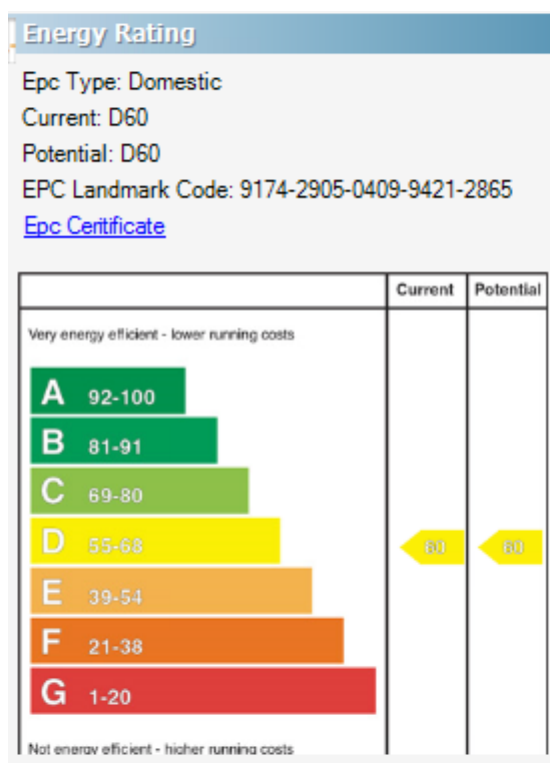 Energy Rating
Epc Type: Domestic
Current: D60
Potential: D60
EPC Landmark Code: 9174-2905-0409-9421-2865
Epc Ceritificate
Current Potential
Very energy efficient - lower running costs
A 92-100
B 81-91
C 69-80
D 55-68 60 60
E 39-54
F 21-38
G 1-20
Not energy efficient - higher running costs